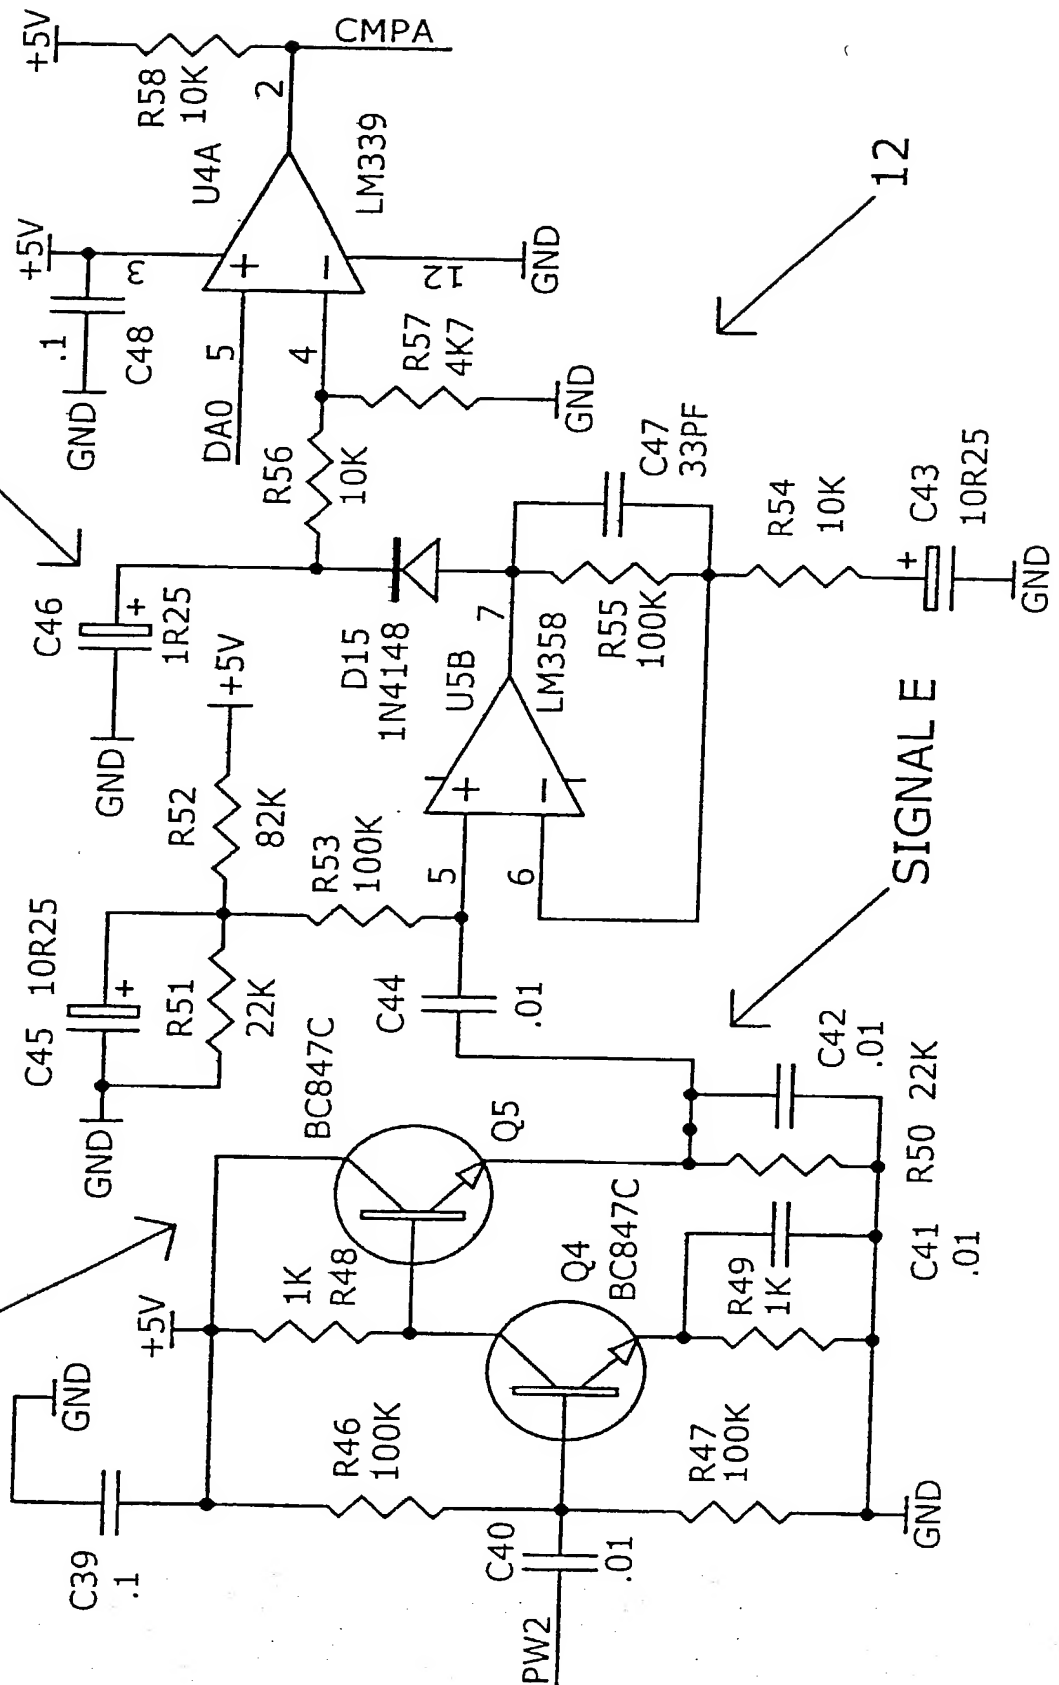 +5V
R58
10K
CMPA
2
U4A
LM339
+5V
3
.1
C48
GND
5
DA0
4
12
GND
R57
4K7
GND
R56
10K
12
C46
1R25
GND
D15
1N4148
+5V
R52
82K
R53
100K
U5B
LM358
7
5
6
R55
100K
C47
33PF
R54
10K
C43
10R25
GND
C45
10R25
R51
22K
GND
C44
.01
SIGNAL E
BC847C
Q5
C42
.01
R50 22K
+5V
1K
R48
Q4
BC847C
R49
1K
C41
.01
GND
C39
.1
R46
100K
R47
100K
C40
.01
PW2
GND